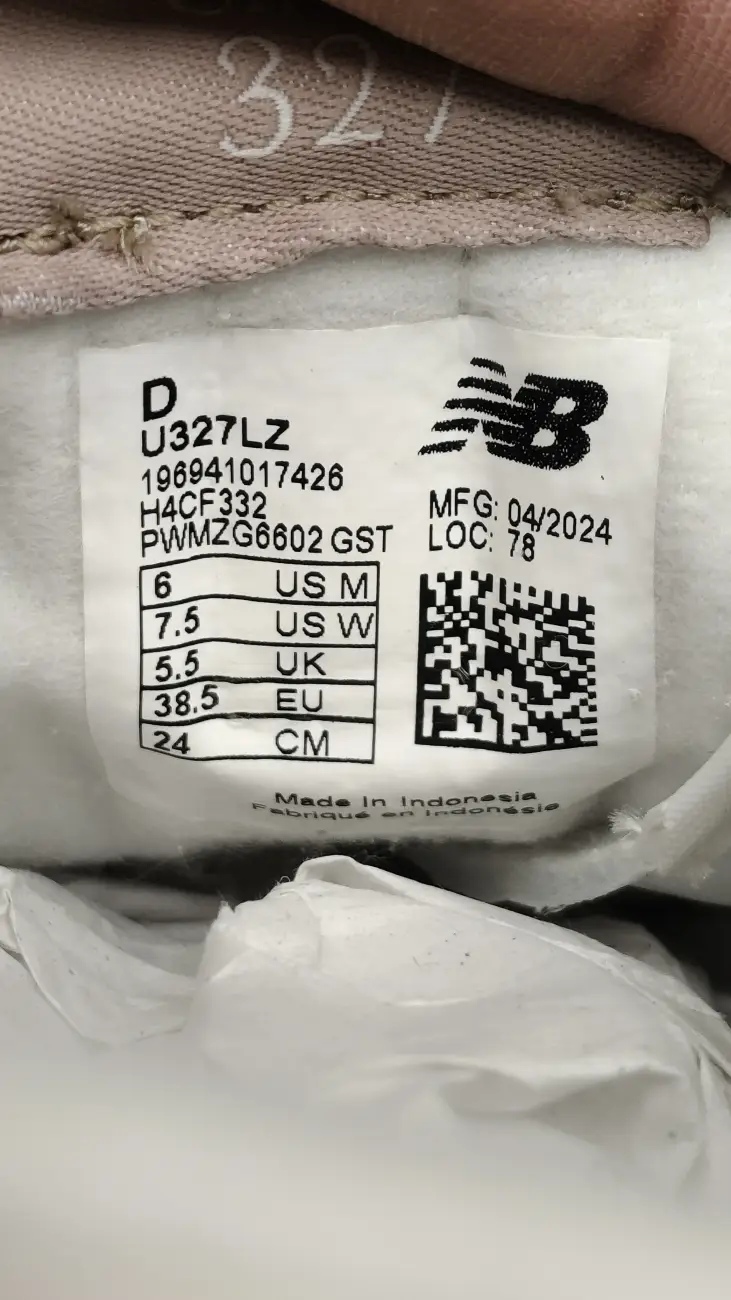 327
D
U327LZ
196941017426
H4CF332
PWMZG6602 GST
NB
MFG: 04/2024
LOC: 78
6 US M
7.5 US W
5.5 UK
38.5 EU
24 CM
Made In Indonesia
Fabriqué en Indonésie